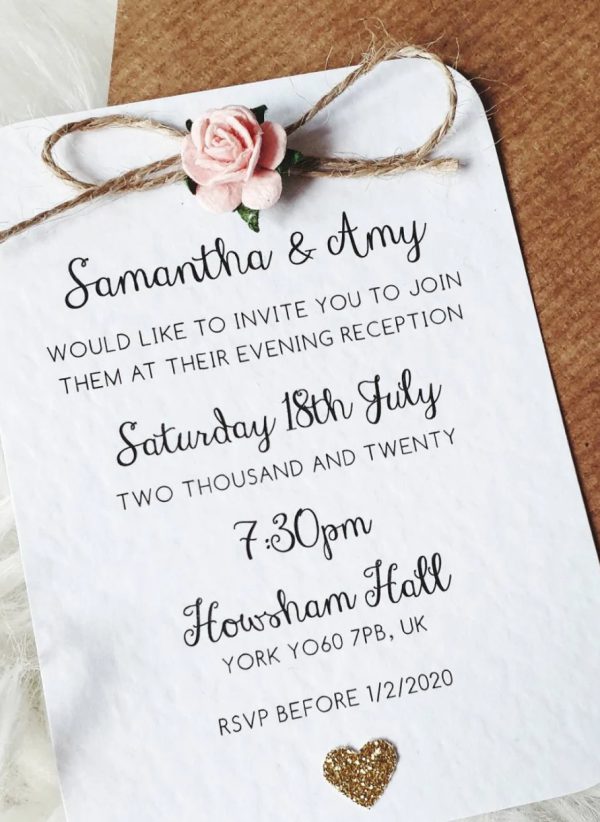 Samantha & Amy
WOULD LIKE TO INVITE YOU TO JOIN
THEM AT THEIR EVENING RECEPTION
Saturday 18th July
TWO THOUSAND AND TWENTY
7:30pm
Howsham Hall
YORK YO60 7PB, UK
RSVP BEFORE 1/2/2020